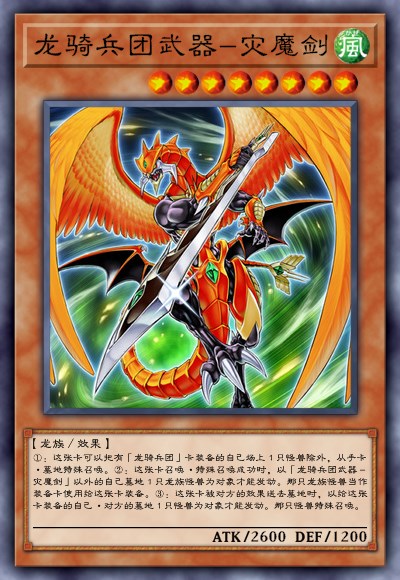 龙骑兵团武器-灾魔剑
風
【龙族/效果】
①：这张卡可以把有「龙骑兵团」卡装备的自己场上1只怪兽除外，从手卡
·墓地特殊召唤。②：这张卡召唤·特殊召唤成功时，以「龙骑兵团武器-
灾魔剑」以外的自己墓地1只龙族怪兽为对象才能发动。那只龙族怪兽当作
装备卡使用给这张卡装备。③：这张卡被对方的效果送去墓地时，以给这张
卡装备的自己·对方的墓地1只怪兽为对象才能发动。那只怪兽特殊召唤。
ATK/2600 DEF/1200